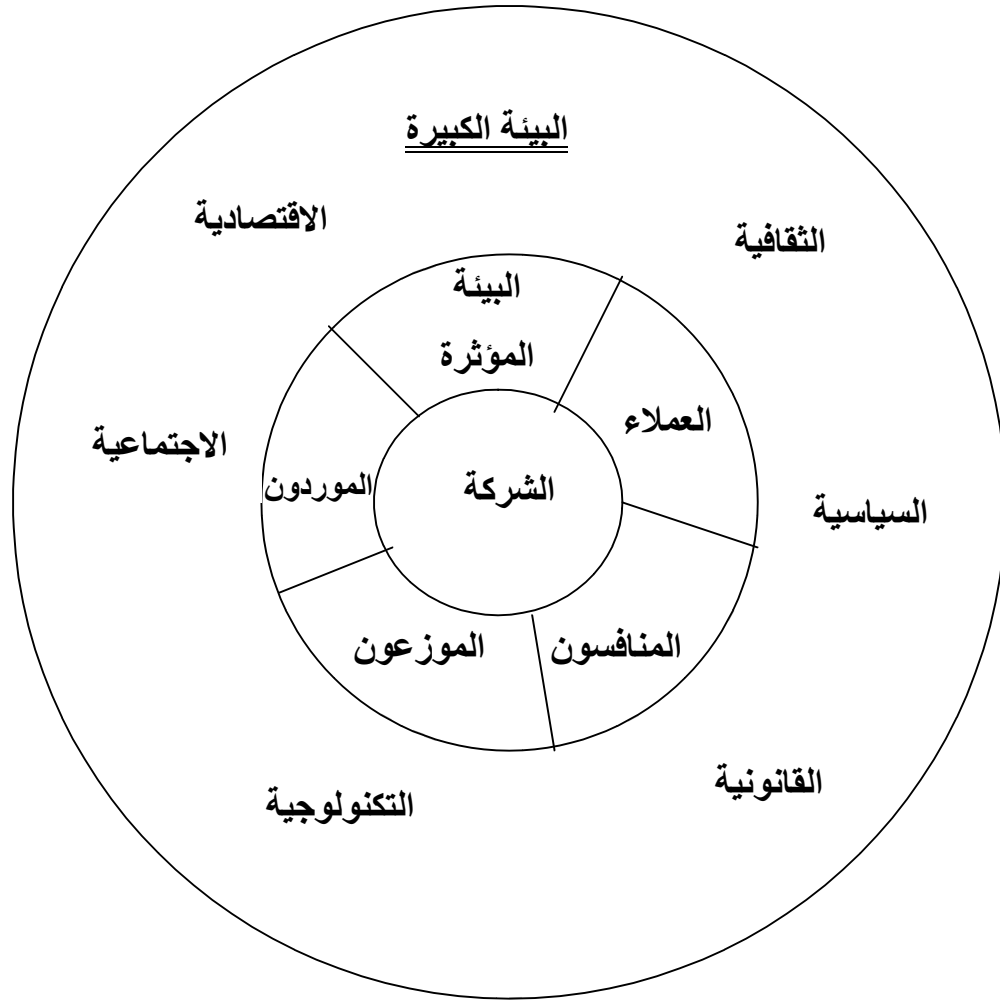 البيئة الكبيرة
الاقتصادية
الثقافية
البيئة
المؤثرة
العملاء
الاجتماعية
الموردون
الشركة
السياسية
المنافسون
الموزعون
القانونية
التكنولوجية